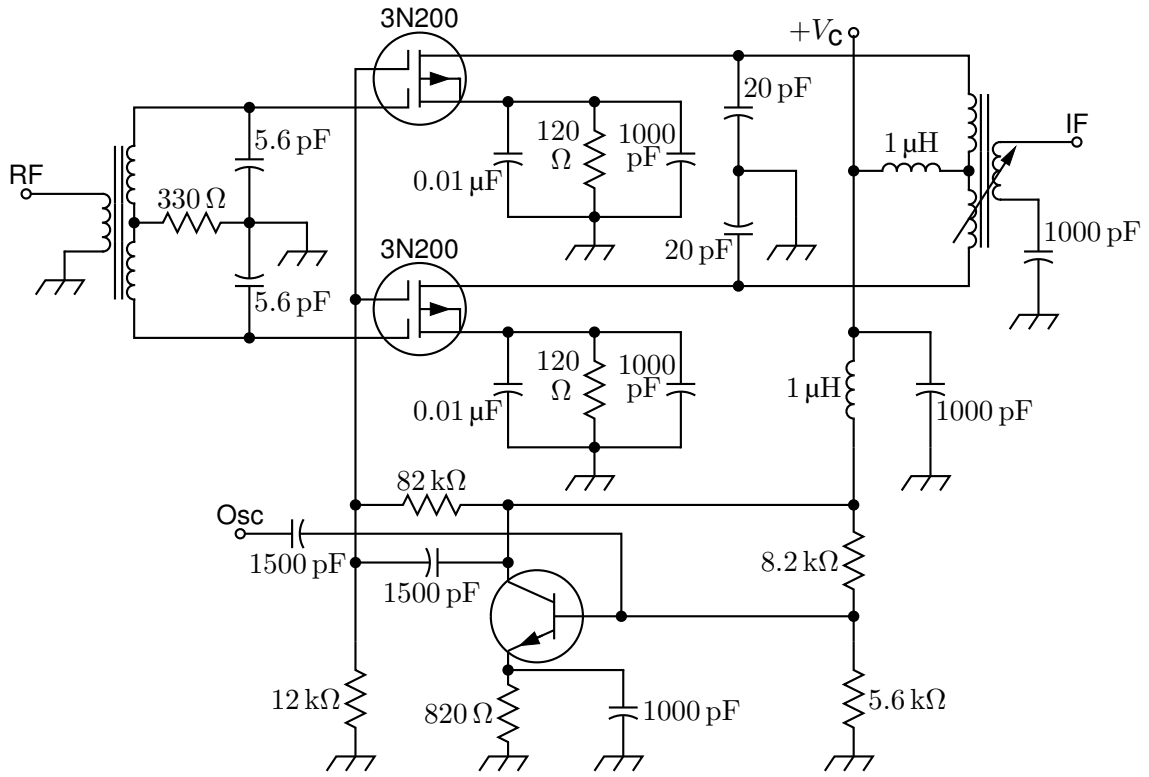 3N200
+V_C
20 pF
5.6 pF
120
Ω
1000
pF
1 µH
IF
RF
330 Ω
0.01 µF
20 pF
1000 pF
3N200
5.6 pF
120
Ω
1000
pF
0.01 µF
1 µH
1000 pF
82 kΩ
Osc
1500 pF
1500 pF
8.2 kΩ
12 kΩ
820 Ω
1000 pF
5.6 kΩ